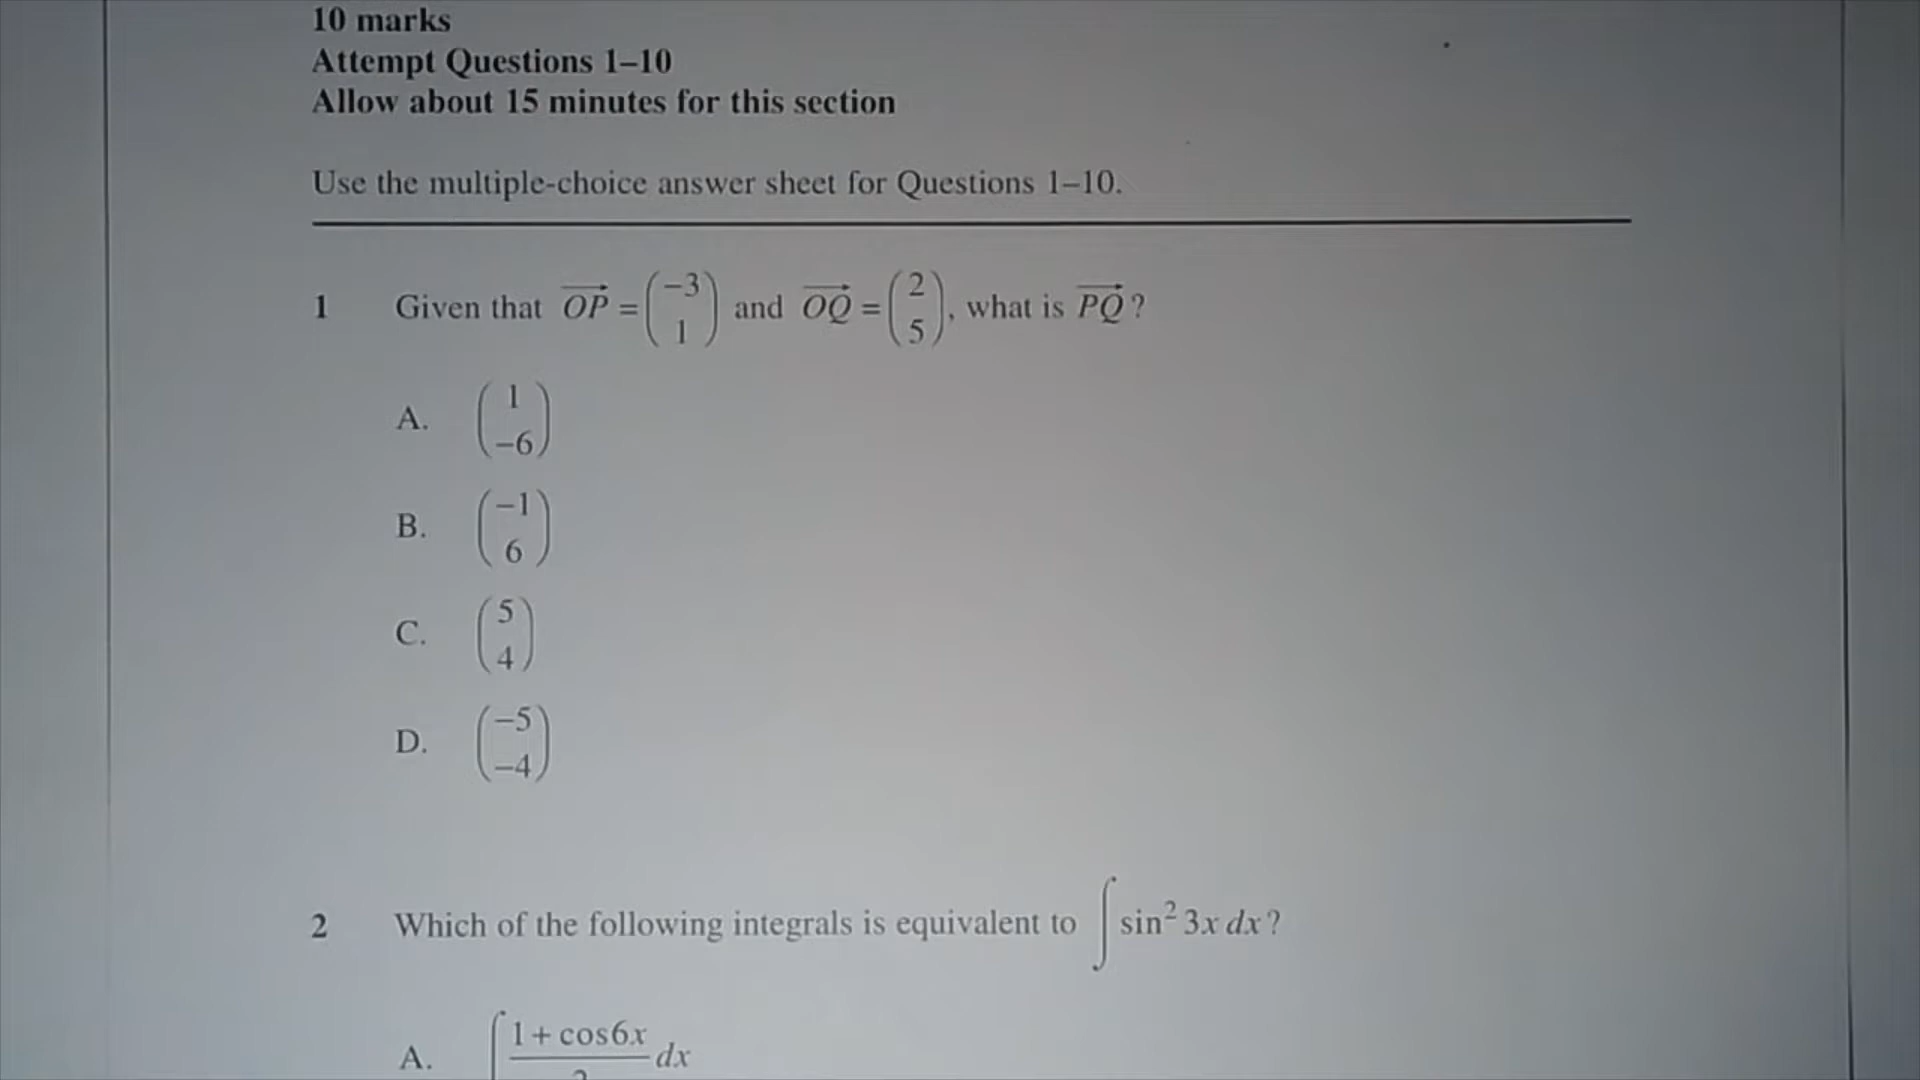 10 marks
Attempt Questions 1–10
Allow about 15 minutes for this section
Use the multiple-choice answer sheet for Questions 1–10.
1 Given that \overrightarrow{OP} = \begin{pmatrix} -3 \\ 1 \end{pmatrix} and \overrightarrow{OQ} = \begin{pmatrix} 2 \\ 5 \end{pmatrix}, what is \overrightarrow{PQ}?
A. \begin{pmatrix} 1 \\ -6 \end{pmatrix}
B. \begin{pmatrix} -1 \\ 6 \end{pmatrix}
C. \begin{pmatrix} 5 \\ 4 \end{pmatrix}
D. \begin{pmatrix} -5 \\ -4 \end{pmatrix}
2 Which of the following integrals is equivalent to \int \sin^2 3x \, dx?
A. ∫ 1 + cos6x dx